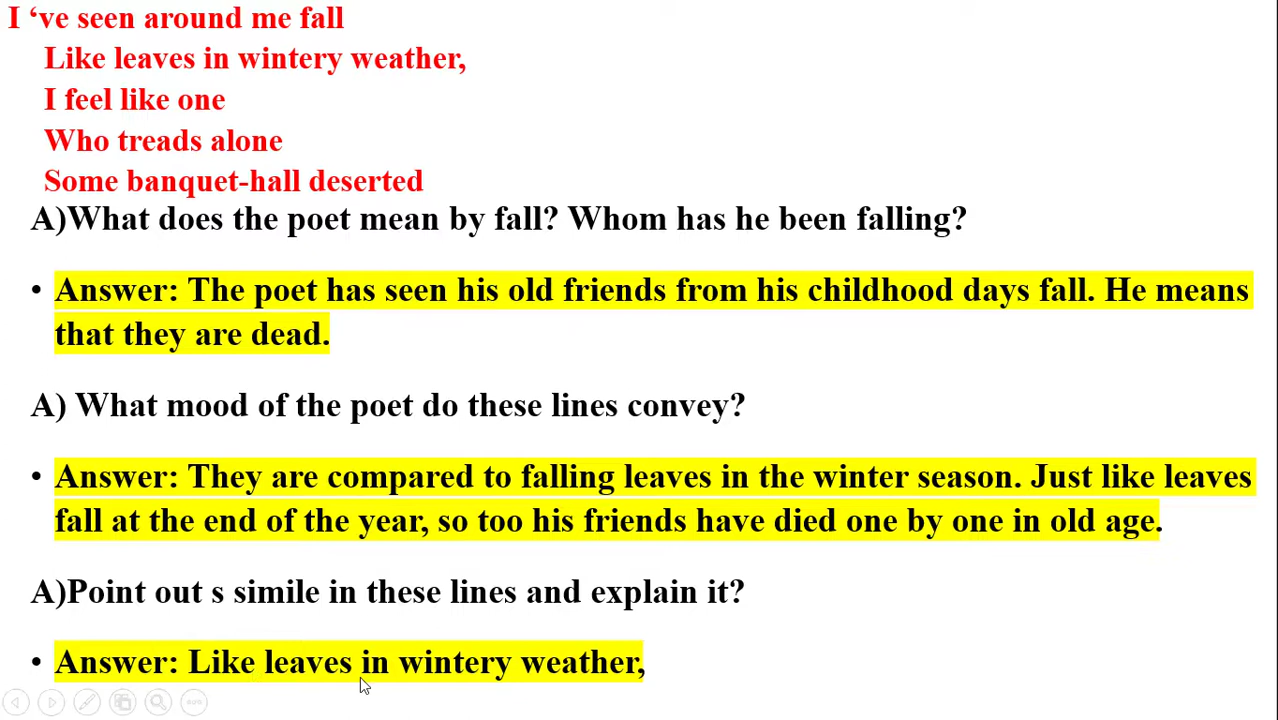 I ‘ve seen around me fall
Like leaves in wintery weather,
I feel like one
Who treads alone
Some banquet-hall deserted
A)What does the poet mean by fall? Whom has he been falling?
• Answer: The poet has seen his old friends from his childhood days fall. He means
that they are dead.
A) What mood of the poet do these lines convey?
• Answer: They are compared to falling leaves in the winter season. Just like leaves
fall at the end of the year, so too his friends have died one by one in old age.
A)Point out s simile in these lines and explain it?
• Answer: Like leaves in wintery weather,